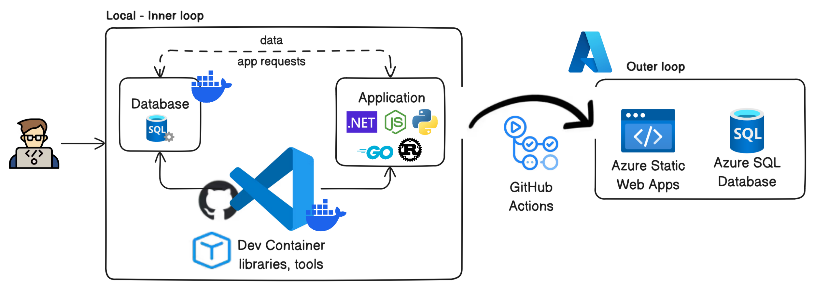 Local - Inner loop
data
app requests
Database
SQL
Application
.NET
JS
GO
R
Dev Container
libraries, tools
GitHub
Actions
Outer loop
Azure Static
Web Apps
SQL
Azure SQL
Database